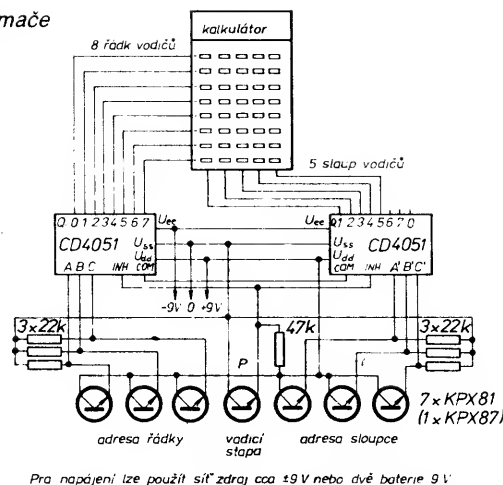 mače
kalkulátor
8 řádk vodičů
5 sloup vodičů
Q 0 1 2 3 4 5 6 7
Uee
Uee
Q 1 2 3 4 5 6 7 0
CD4051
Uss
Uss
CD4051
Udd
Udd
A B C INH COM
COM INH A' B' C'
-9V 0 +9V
3x22k
47k
3x22k
P
7 x KPX81
(1 x KPX87)
adresa řádky
vodicí stopa
adresa sloupce
Pro napájení lze použít síť zdroj cca ±9 V nebo dvě baterie 9 V